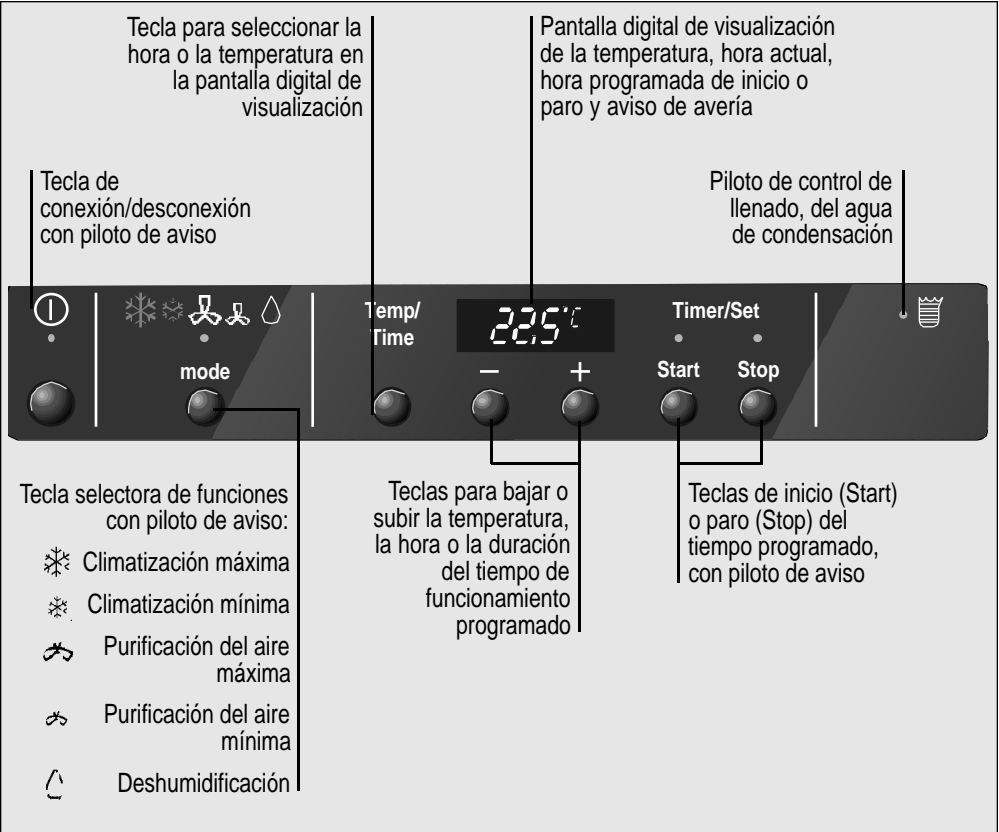 Tecla para seleccionar la
hora o la temperatura en
la pantalla digital de
visualización
Pantalla digital de visualización
de la temperatura, hora actual,
hora programada de inicio o
paro y aviso de avería
Tecla de
conexión/desconexión
con piloto de aviso
Piloto de control de
llenado, del agua
de condensación
mode
Temp/
Time
22,5°C
− +
Timer/Set
Start Stop
Tecla selectora de funciones
con piloto de aviso:
Climatización máxima
Climatización mínima
Purificación del aire
máxima
Purificación del aire
mínima
Deshumidificación
Teclas para bajar o
subir la temperatura,
la hora o la duración
del tiempo de
funcionamiento
programado
Teclas de inicio (Start)
o paro (Stop) del
tiempo programado,
con piloto de aviso